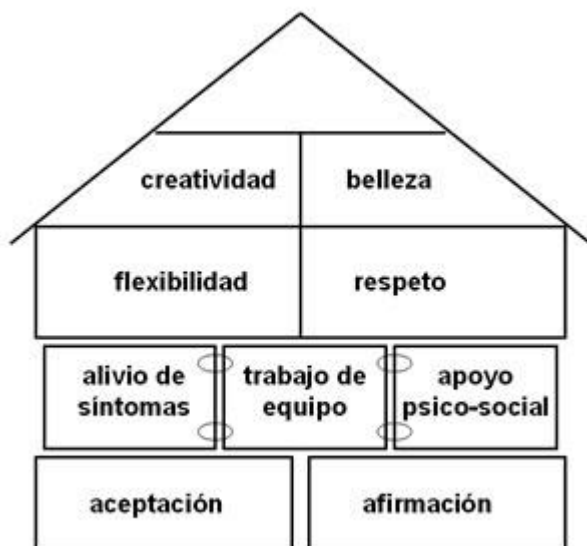 creatividad
belleza
flexibilidad
respeto
alivio de
síntomas
trabajo de
equipo
apoyo
psico-social
aceptación
afirmación